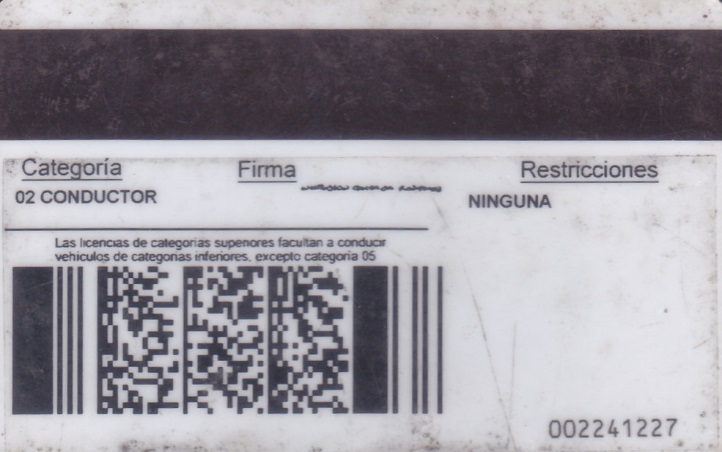 Categoría
Firma
Restricciones
02 CONDUCTOR
NINGUNA
Las licencias de categorias superiores facultan a conducir
vehiculos de categorias inferiores, excepto categoria 05
002241227